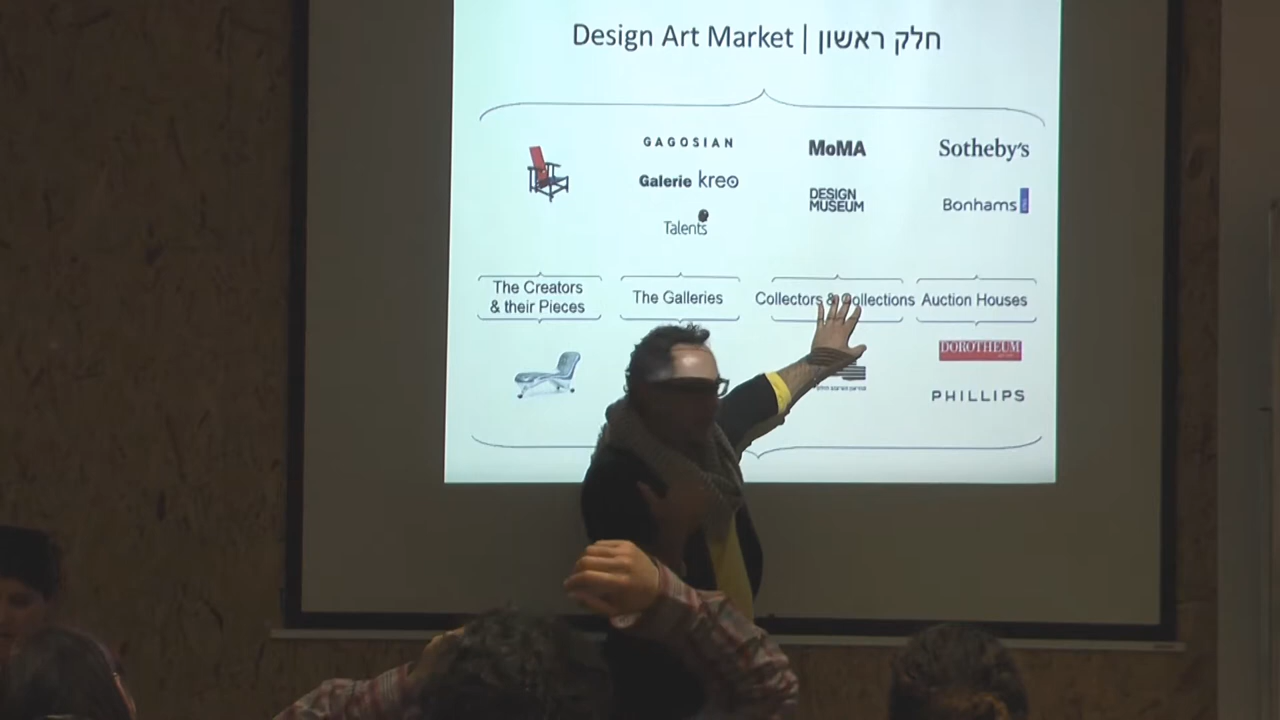 Design Art Market | חלק ראשון
GAGOSIAN
Galerie kreo
Talents
MoMA
DESIGN
MUSEUM
Sotheby's
Bonhams
The Creators
& their Pieces
The Galleries
Collectors & Collections
Auction Houses
DOROTHEUM
PHILLIPS